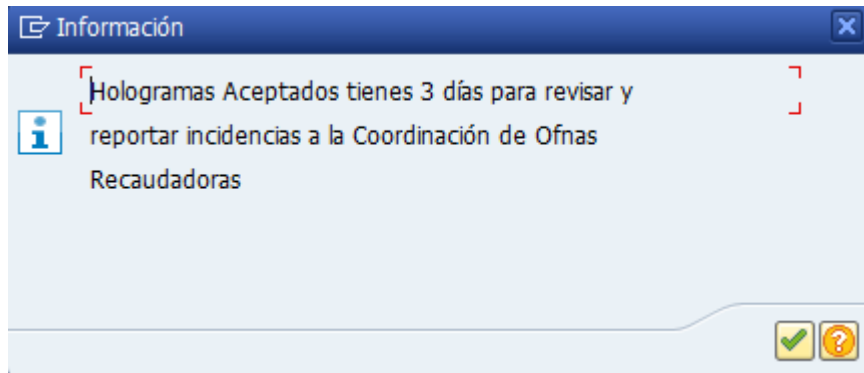 Información
Hologramas Aceptados tienes 3 días para revisar y
reportar incidencias a la Coordinación de Ofnas
Recaudadoras